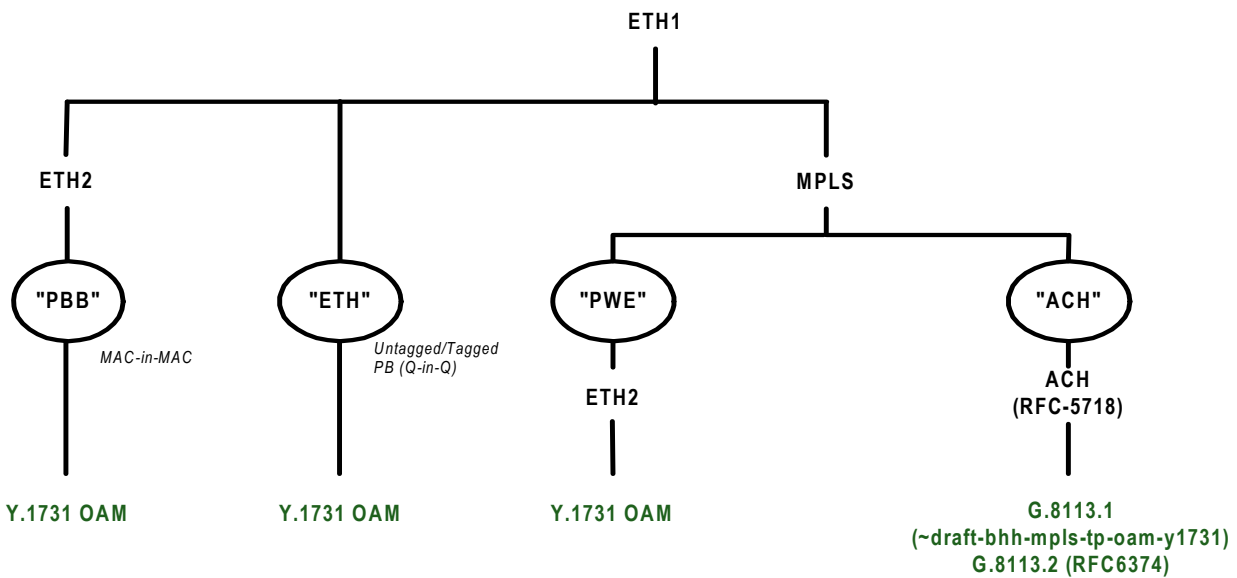 ETH1
ETH2
MPLS
"PBB"
"ETH"
"PWE"
"ACH"
MAC-in-MAC
Untagged/Tagged
PB (Q-in-Q)
ETH2
ACH
(RFC-5718)
Y.1731 OAM
Y.1731 OAM
Y.1731 OAM
G.8113.1
(~draft-bhh-mpls-tp-oam-y1731)
G.8113.2 (RFC6374)